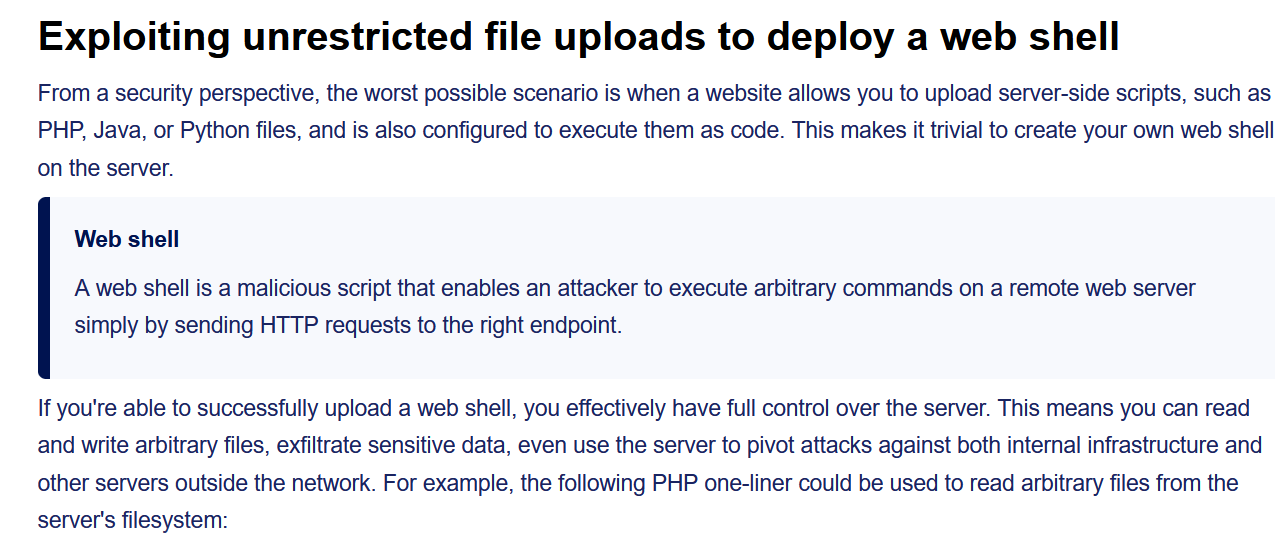 Exploiting unrestricted file uploads to deploy a web shell
From a security perspective, the worst possible scenario is when a website allows you to upload server-side scripts, such as
PHP, Java, or Python files, and is also configured to execute them as code. This makes it trivial to create your own web shell
on the server.
Web shell
A web shell is a malicious script that enables an attacker to execute arbitrary commands on a remote web server
simply by sending HTTP requests to the right endpoint.
If you're able to successfully upload a web shell, you effectively have full control over the server. This means you can read
and write arbitrary files, exfiltrate sensitive data, even use the server to pivot attacks against both internal infrastructure and
other servers outside the network. For example, the following PHP one-liner could be used to read arbitrary files from the
server's filesystem: